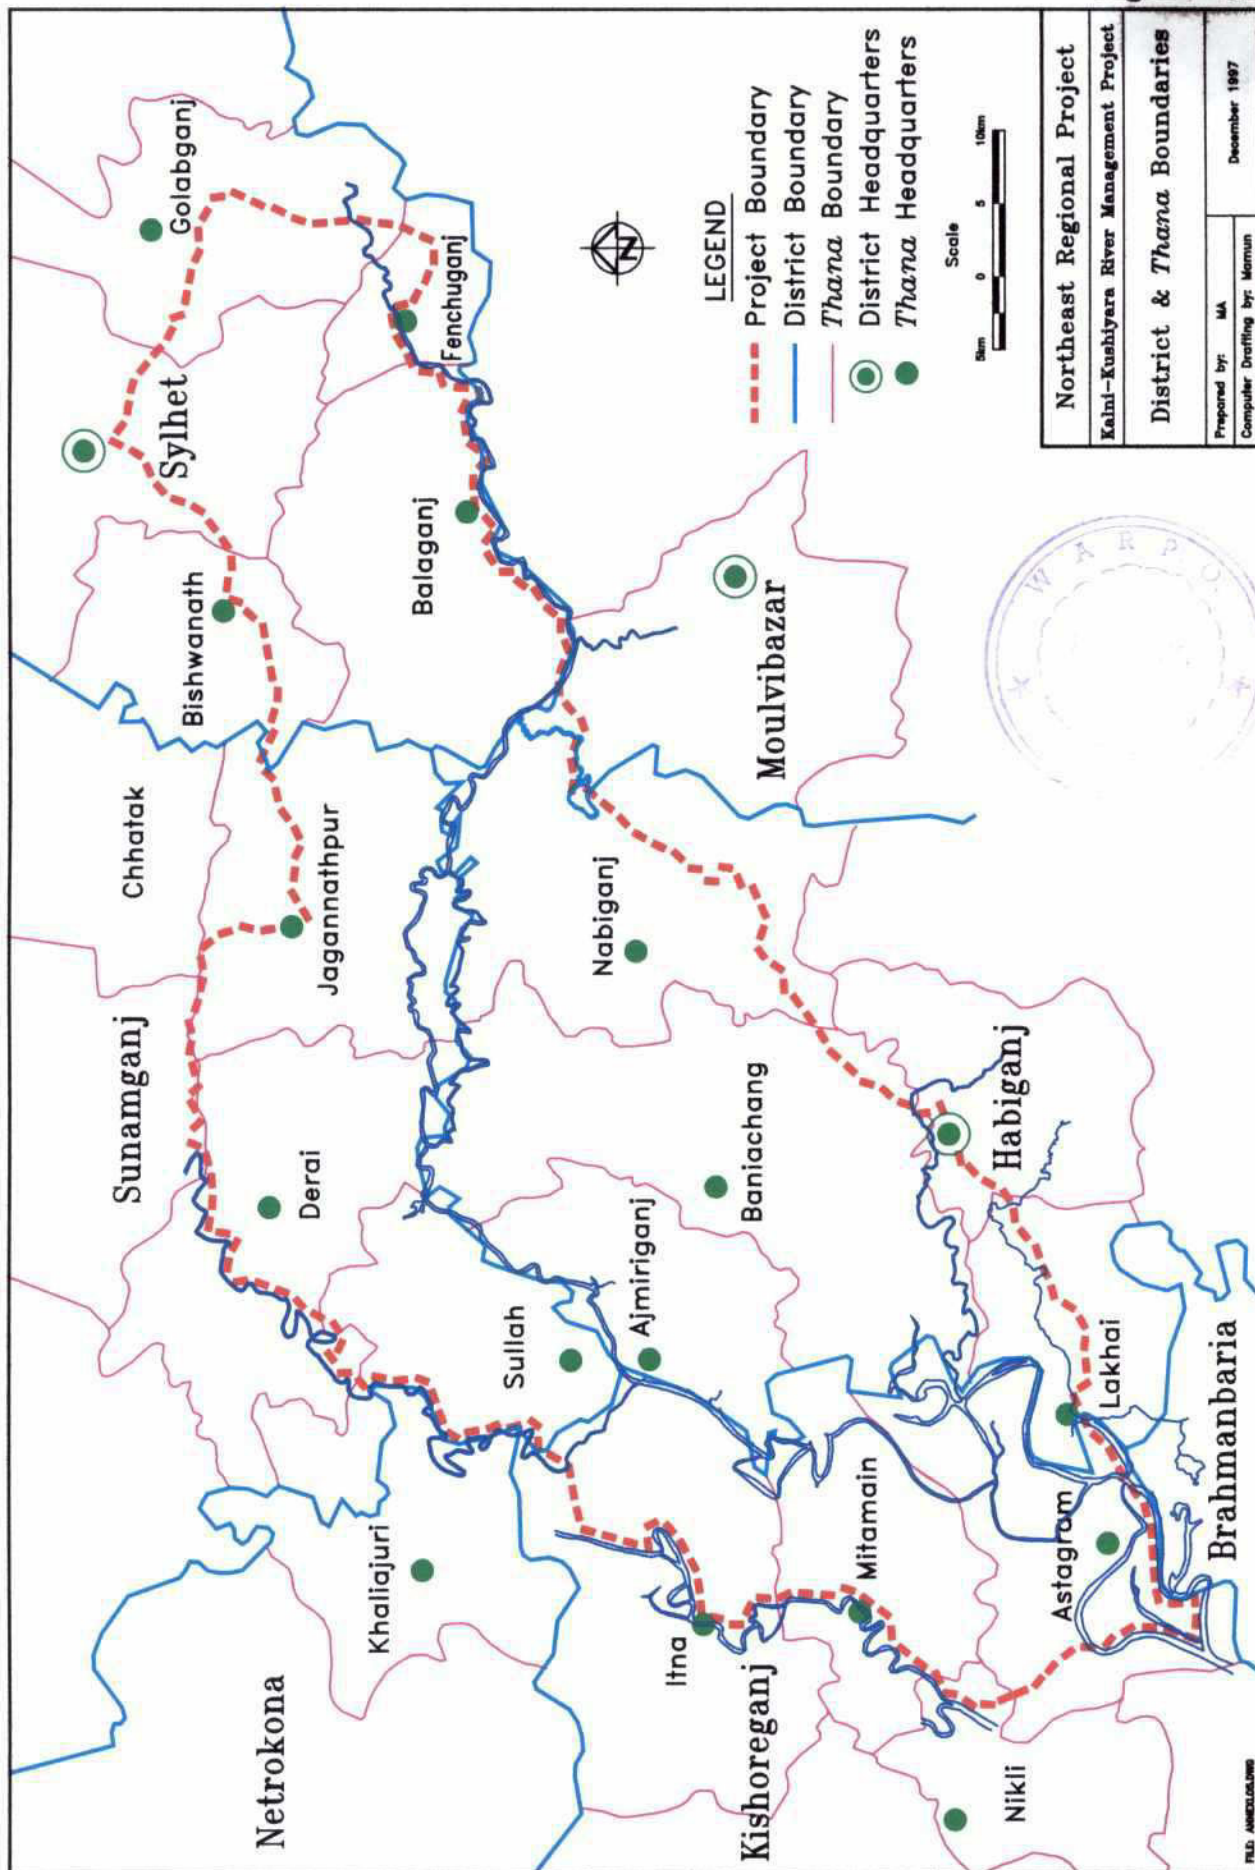 Golabganj
Sylhet
Fenchuganj
Bishwanath
Balaganj
Chhatak
Jagannathpur
Moulvibazar
Nabiganj
Sunamganj
Derai
Baniachang
Habiganj
Sullah
Ajmiriganj
Lakhai
Khaliajuri
Mitamain
Astagram
Brahmanbaria
Netrokona
Itna
Kishoreganj
Nikli
N
LEGEND
Project Boundary
District Boundary
Thana Boundary
District Headquarters
Thana Headquarters
Scale
5km 0 5 10km
Northeast Regional Project
Kalni-Kushiyara River Management Project
District & Thana Boundaries
Prepared by: MA
Computer Drafting by: Mamun
December 1997
WARPO